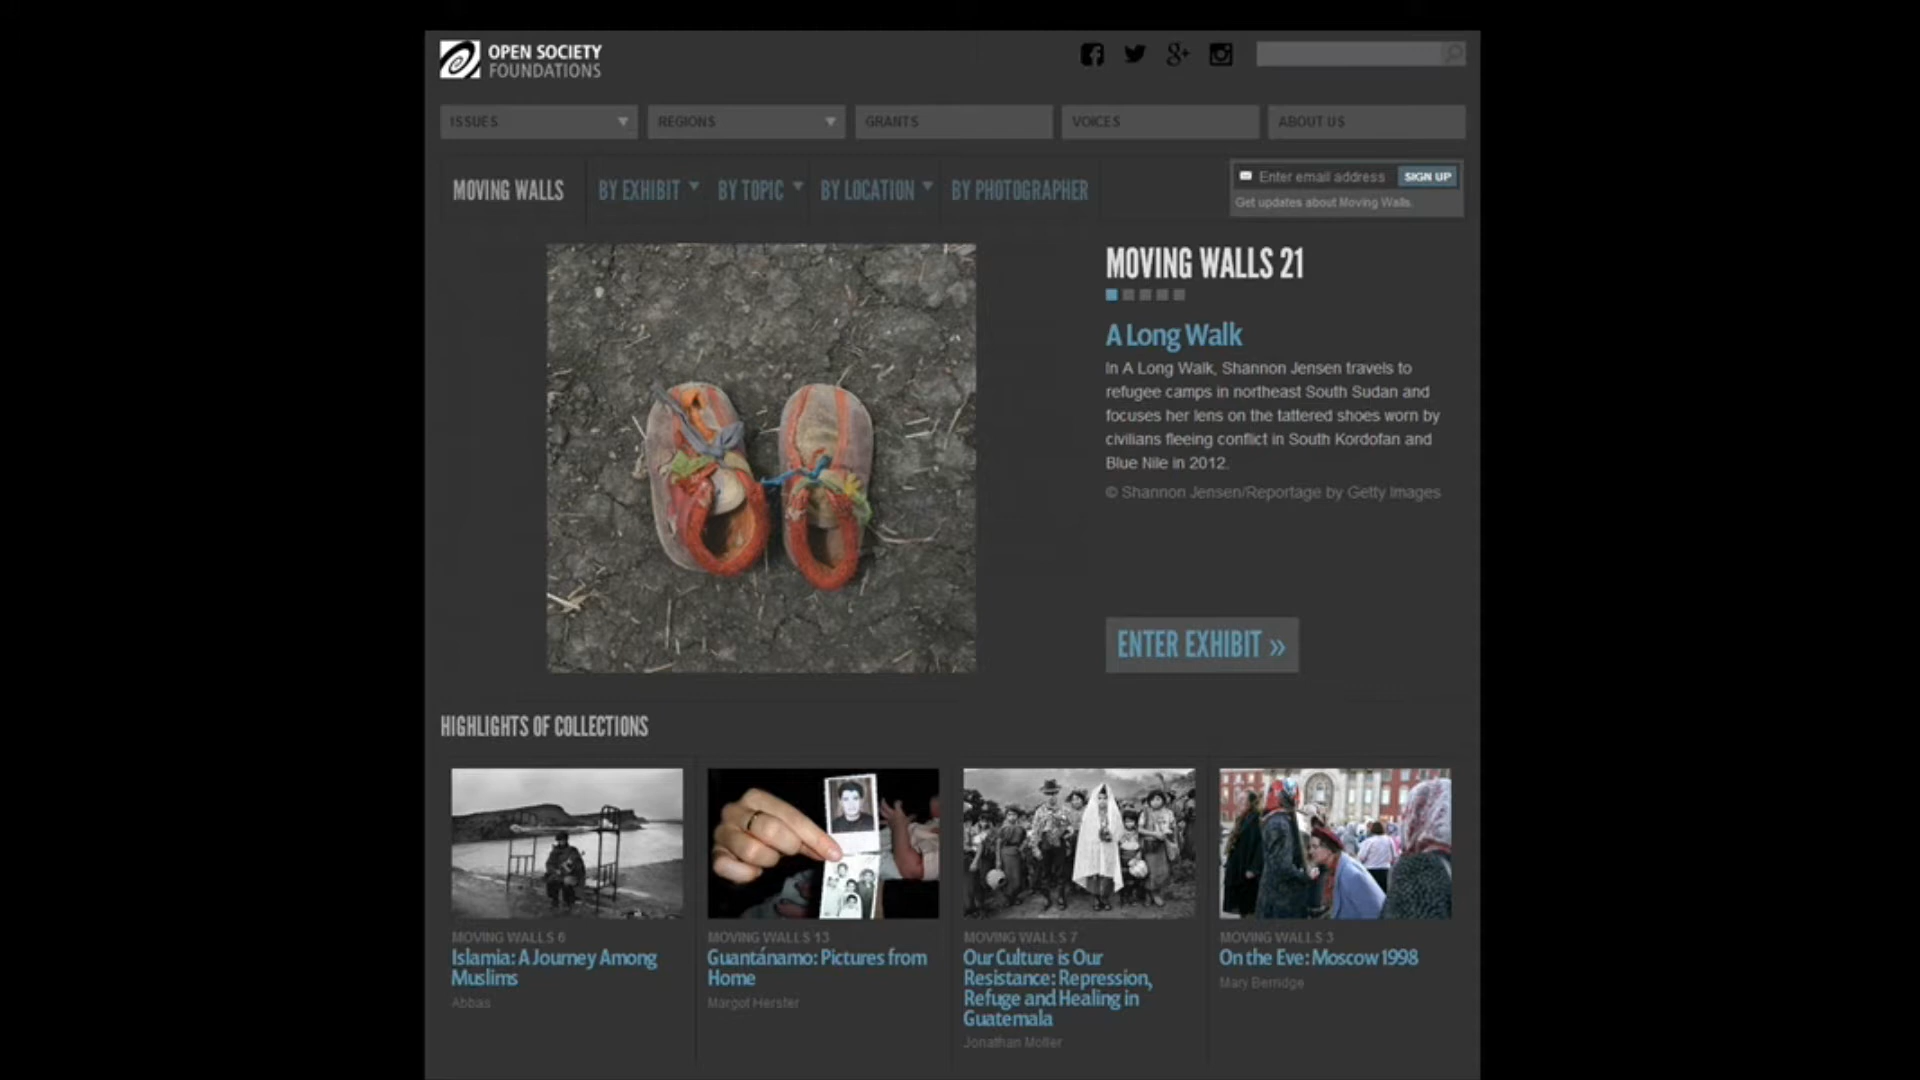 OPEN SOCIETY
FOUNDATIONS
ISSUES
REGIONS
GRANTS
VOICES
ABOUT US
MOVING WALLS
BY EXHIBIT
BY TOPIC
BY LOCATION
BY PHOTOGRAPHER
Enter email address
SIGN UP
Get updates about Moving Walls.
MOVING WALLS 21
A Long Walk
In A Long Walk, Shannon Jensen travels to
refugee camps in northeast South Sudan and
focuses her lens on the tattered shoes worn by
civilians fleeing conflict in South Kordofan and
Blue Nile in 2012.
© Shannon Jensen/Reportage by Getty Images
ENTER EXHIBIT »
HIGHLIGHTS OF COLLECTIONS
MOVING WALLS 6
Islamia: A Journey Among
Muslims
Abbas
MOVING WALLS 13
Guantánamo: Pictures from
Home
Margot Herster
MOVING WALLS 7
Our Culture is Our
Resistance: Repression,
Refuge and Healing in
Guatemala
Jonathan Moller
MOVING WALLS 3
On the Eve: Moscow 1998
Mary Berridge